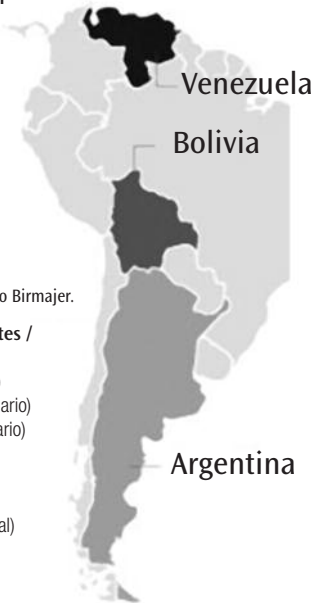 Venezuela
Bolivia
o Birmajer.
tes /
ario)
ario)
Argentina
al)